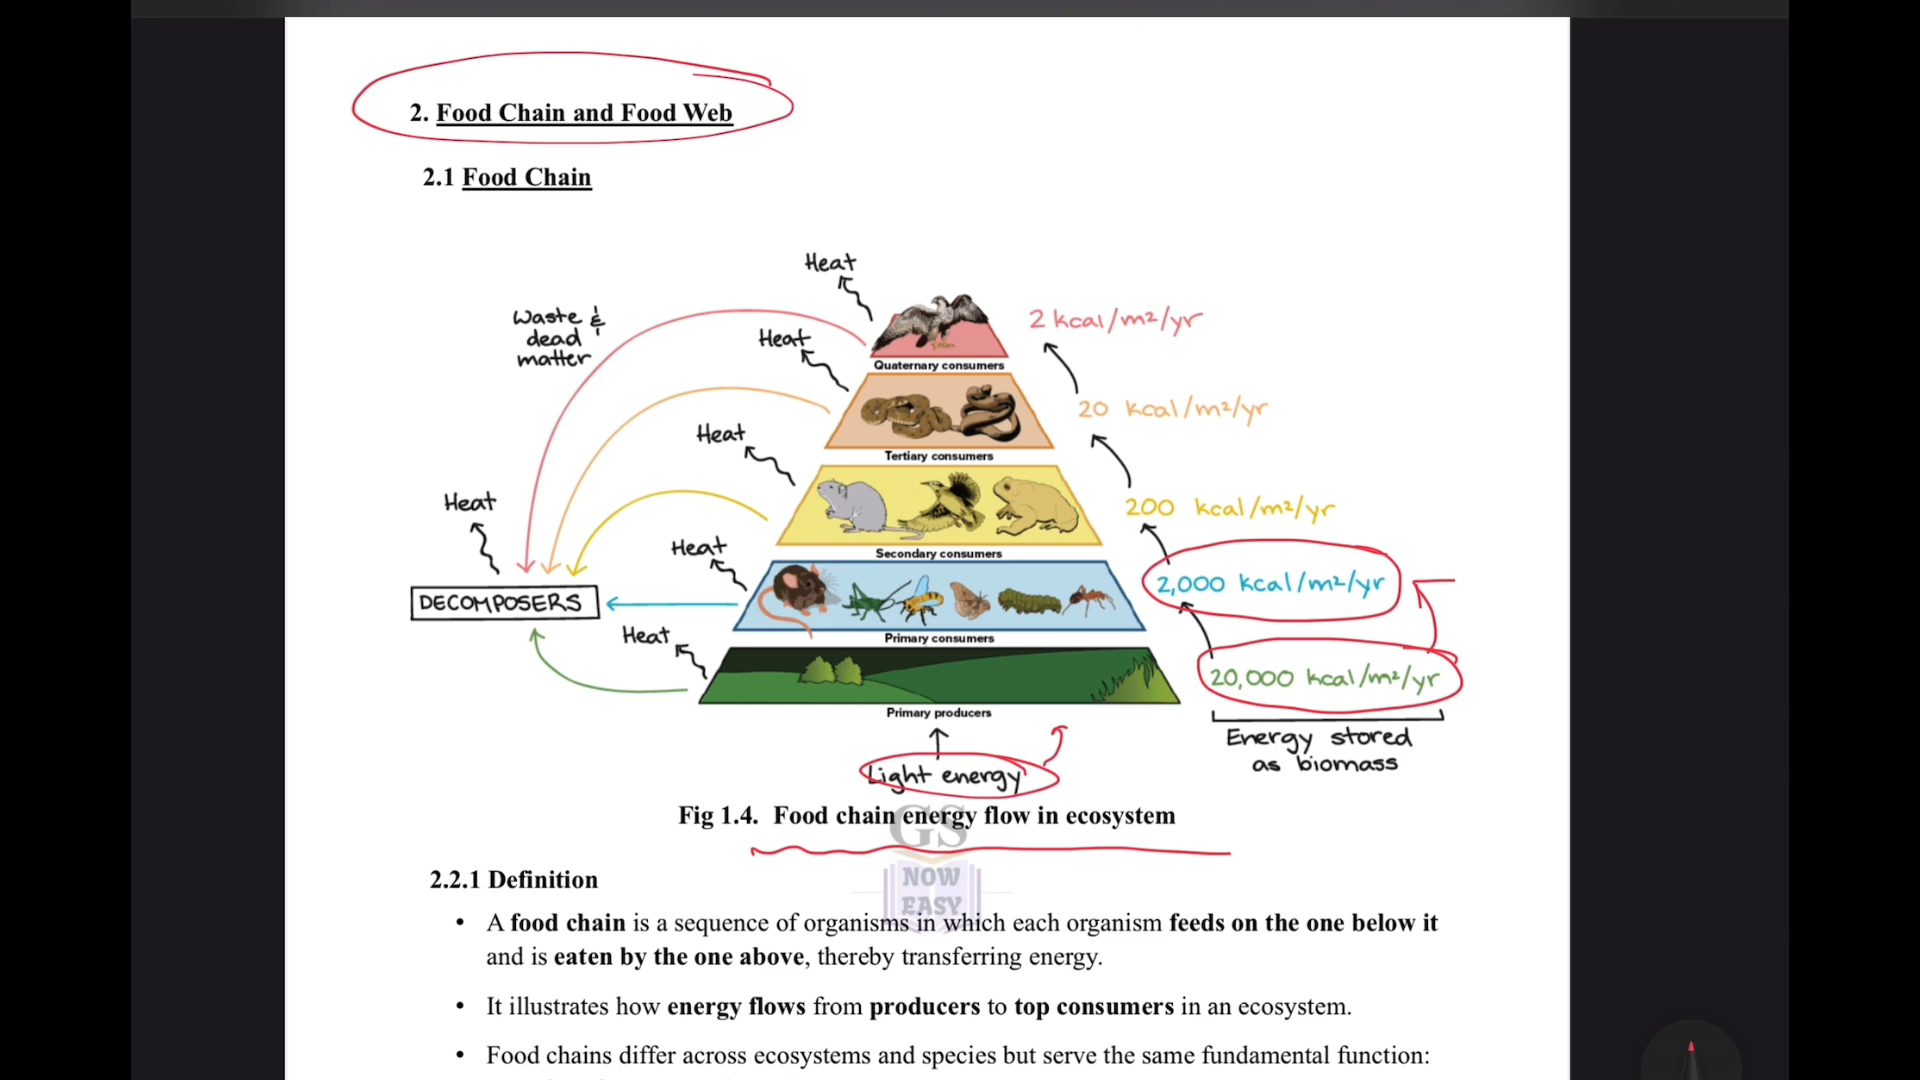 2. Food Chain and Food Web
2.1 Food Chain
Heat
Waste &
dead
matter
2 kcal/m²/yr
Heat
Quaternary consumers
20 kcal/m²/yr
Heat
Tertiary consumers
Heat
200 kcal/m²/yr
Heat
Secondary consumers
2,000 kcal/m²/yr
DECOMPOSERS
Heat
Primary consumers
20,000 kcal/m²/yr
Primary producers
Energy stored
as biomass
Light energy
Fig 1.4. Food chain energy flow in ecosystem
GS
NOW
EASY
2.2.1 Definition
• A food chain is a sequence of organisms in which each organism feeds on the one below it
and is eaten by the one above, thereby transferring energy.
• It illustrates how energy flows from producers to top consumers in an ecosystem.
• Food chains differ across ecosystems and species but serve the same fundamental function: